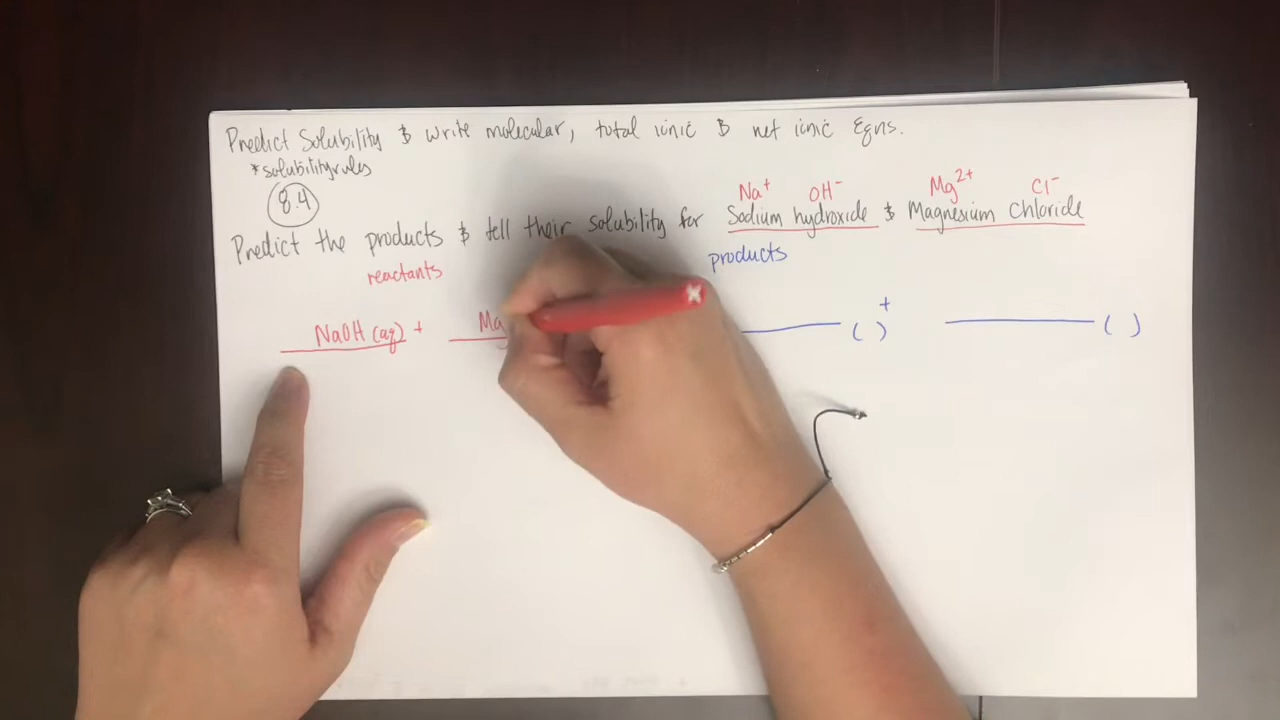 Predict Solubility & write molecular, total ionic & net ionic Eqns.
*solubility rules
8.4
Na⁺ OH⁻ Mg²⁺ Cl⁻
Predict the products & tell their solubility for Sodium hydroxide & Magnesium Chloride
reactants products
NaOH (aq) + Mg ( ) + ( )